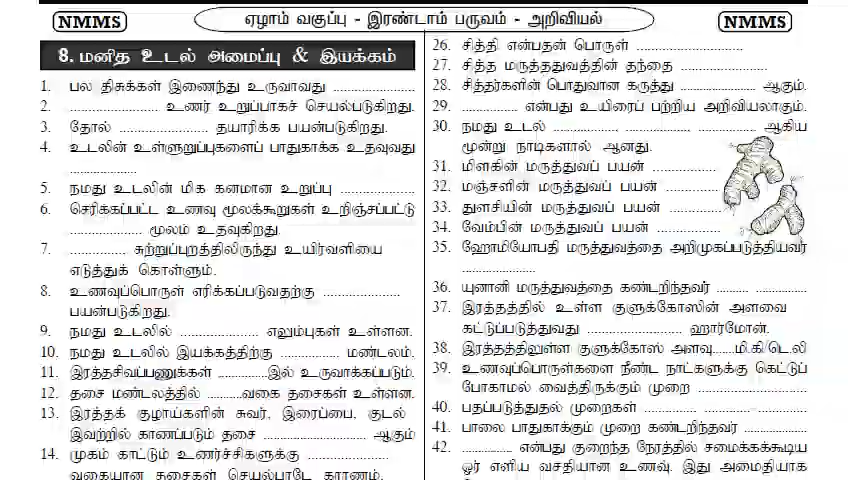 NMMS
ஏழாம் வகுப்பு - இரண்டாம் பருவம் - அறிவியல்
NMMS
8. மனித உடல் அமைப்பு & இயக்கம்
1. பல திசுக்கள் இணைந்து உருவாவது ..................
2. ..................... உணர் உறுப்பாகச் செயல்படுகிறது.
3. தோல் ..................... தயாரிக்க பயன்படுகிறது.
4. உடலின் உள்ளுறுப்புகளைப் பாதுகாக்க உதவுவது
................
5. நமது உடலின் மிக கனமான உறுப்பு ..................
6. செரிக்கப்பட்ட உணவு மூலக்கூறுகள் உறிஞ்சப்பட்டு
.................. மூலம் உதவுகிறது.
7. .............. சுற்றுப்புறத்திலிருந்து உயிர்வளியை
எடுத்துக் கொள்ளும்.
8. உணவுப்பொருள் எரிக்கப்படுவதற்கு ..................
பயன்படுகிறது.
9. நமது உடலில் .................. எலும்புகள் உள்ளன.
10. நமது உடலில் இயக்கத்திற்கு .............. மண்டலம்.
11. இரத்தசிவப்பணுக்கள் ............இல் உருவாக்கப்படும்.
12. தசை மண்டலத்தில் .........வகை தசைகள் உள்ளன.
13. இரத்தக் குழாய்களின் சுவர், இரைப்பை, குடல்
இவற்றில் காணப்படும் தசை ........................ ஆகும்
14. முகம் காட்டும் உணர்ச்சிகளுக்கு ..................
வகையான தசைகள் செயல்பாடே காரணம்.
26. சித்தி என்பதன் பொருள் ................................
27. சித்த மருத்ததுவத்தின் தந்தை .....................
28. சித்தர்களின் பொதுவான கருத்து .................. ஆகும்.
29. .............. என்பது உயிரைப் பற்றிய அறிவியலாகும்.
30. நமது உடல் ................ ................ ................ ஆகிய
மூன்று நாடிகளால் ஆனது.
31. மிளகின் மருத்துவப் பயன் ................
32. மஞ்சளின் மருத்துவப் பயன் .............
33. துளசியின் மருத்துவப் பயன் .............
34. வேம்பின் மருத்துவப் பயன் ................
35. ஹோமியோபதி மருத்துவத்தை அறிமுகப்படுத்தியவர்
..................
36. யுனானி மருத்துவத்தை கண்டறிந்தவர் ........ ..........
37. இரத்தத்தில் உள்ள குளுக்கோஸின் அளவை
கட்டுப்படுத்துவது ....................... ஹார்மோன்.
38. இரத்தத்திலுள்ள குளுக்கோஸ் அளவு......மி.கி/டெ.லி
39. உணவுப்பொருள்களை நீண்ட நாட்களுக்கு கெட்டுப்
போகாமல் வைத்திருக்கும் முறை ..........................
40. பதப்படுத்துதல் முறைகள் ............ ............ ............
41. பாலை பாதுகாக்கும் முறை கண்டறிந்தவர் ...............
42. ............ என்பது குறைந்த நேரத்தில் சமைக்கக்கூடிய
ஓர் எளிய வசதியான உணவு. இது அமைதியாக